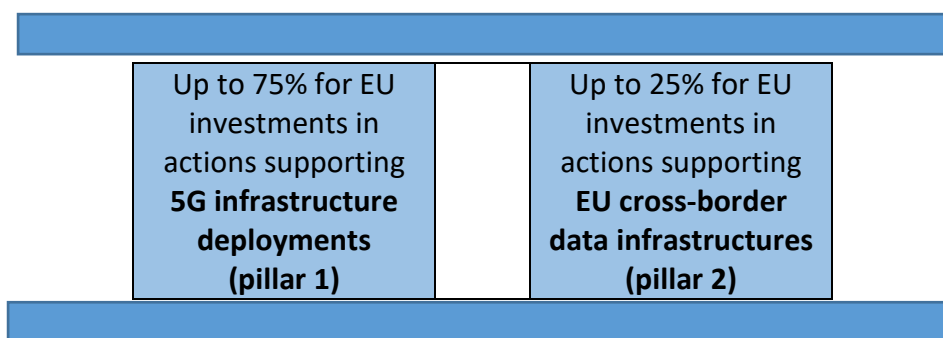 Up to 75% for EU
investments in
actions supporting
5G infrastructure
deployments
(pillar 1)
Up to 25% for EU
investments in
actions supporting
EU cross-border
data infrastructures
(pillar 2)